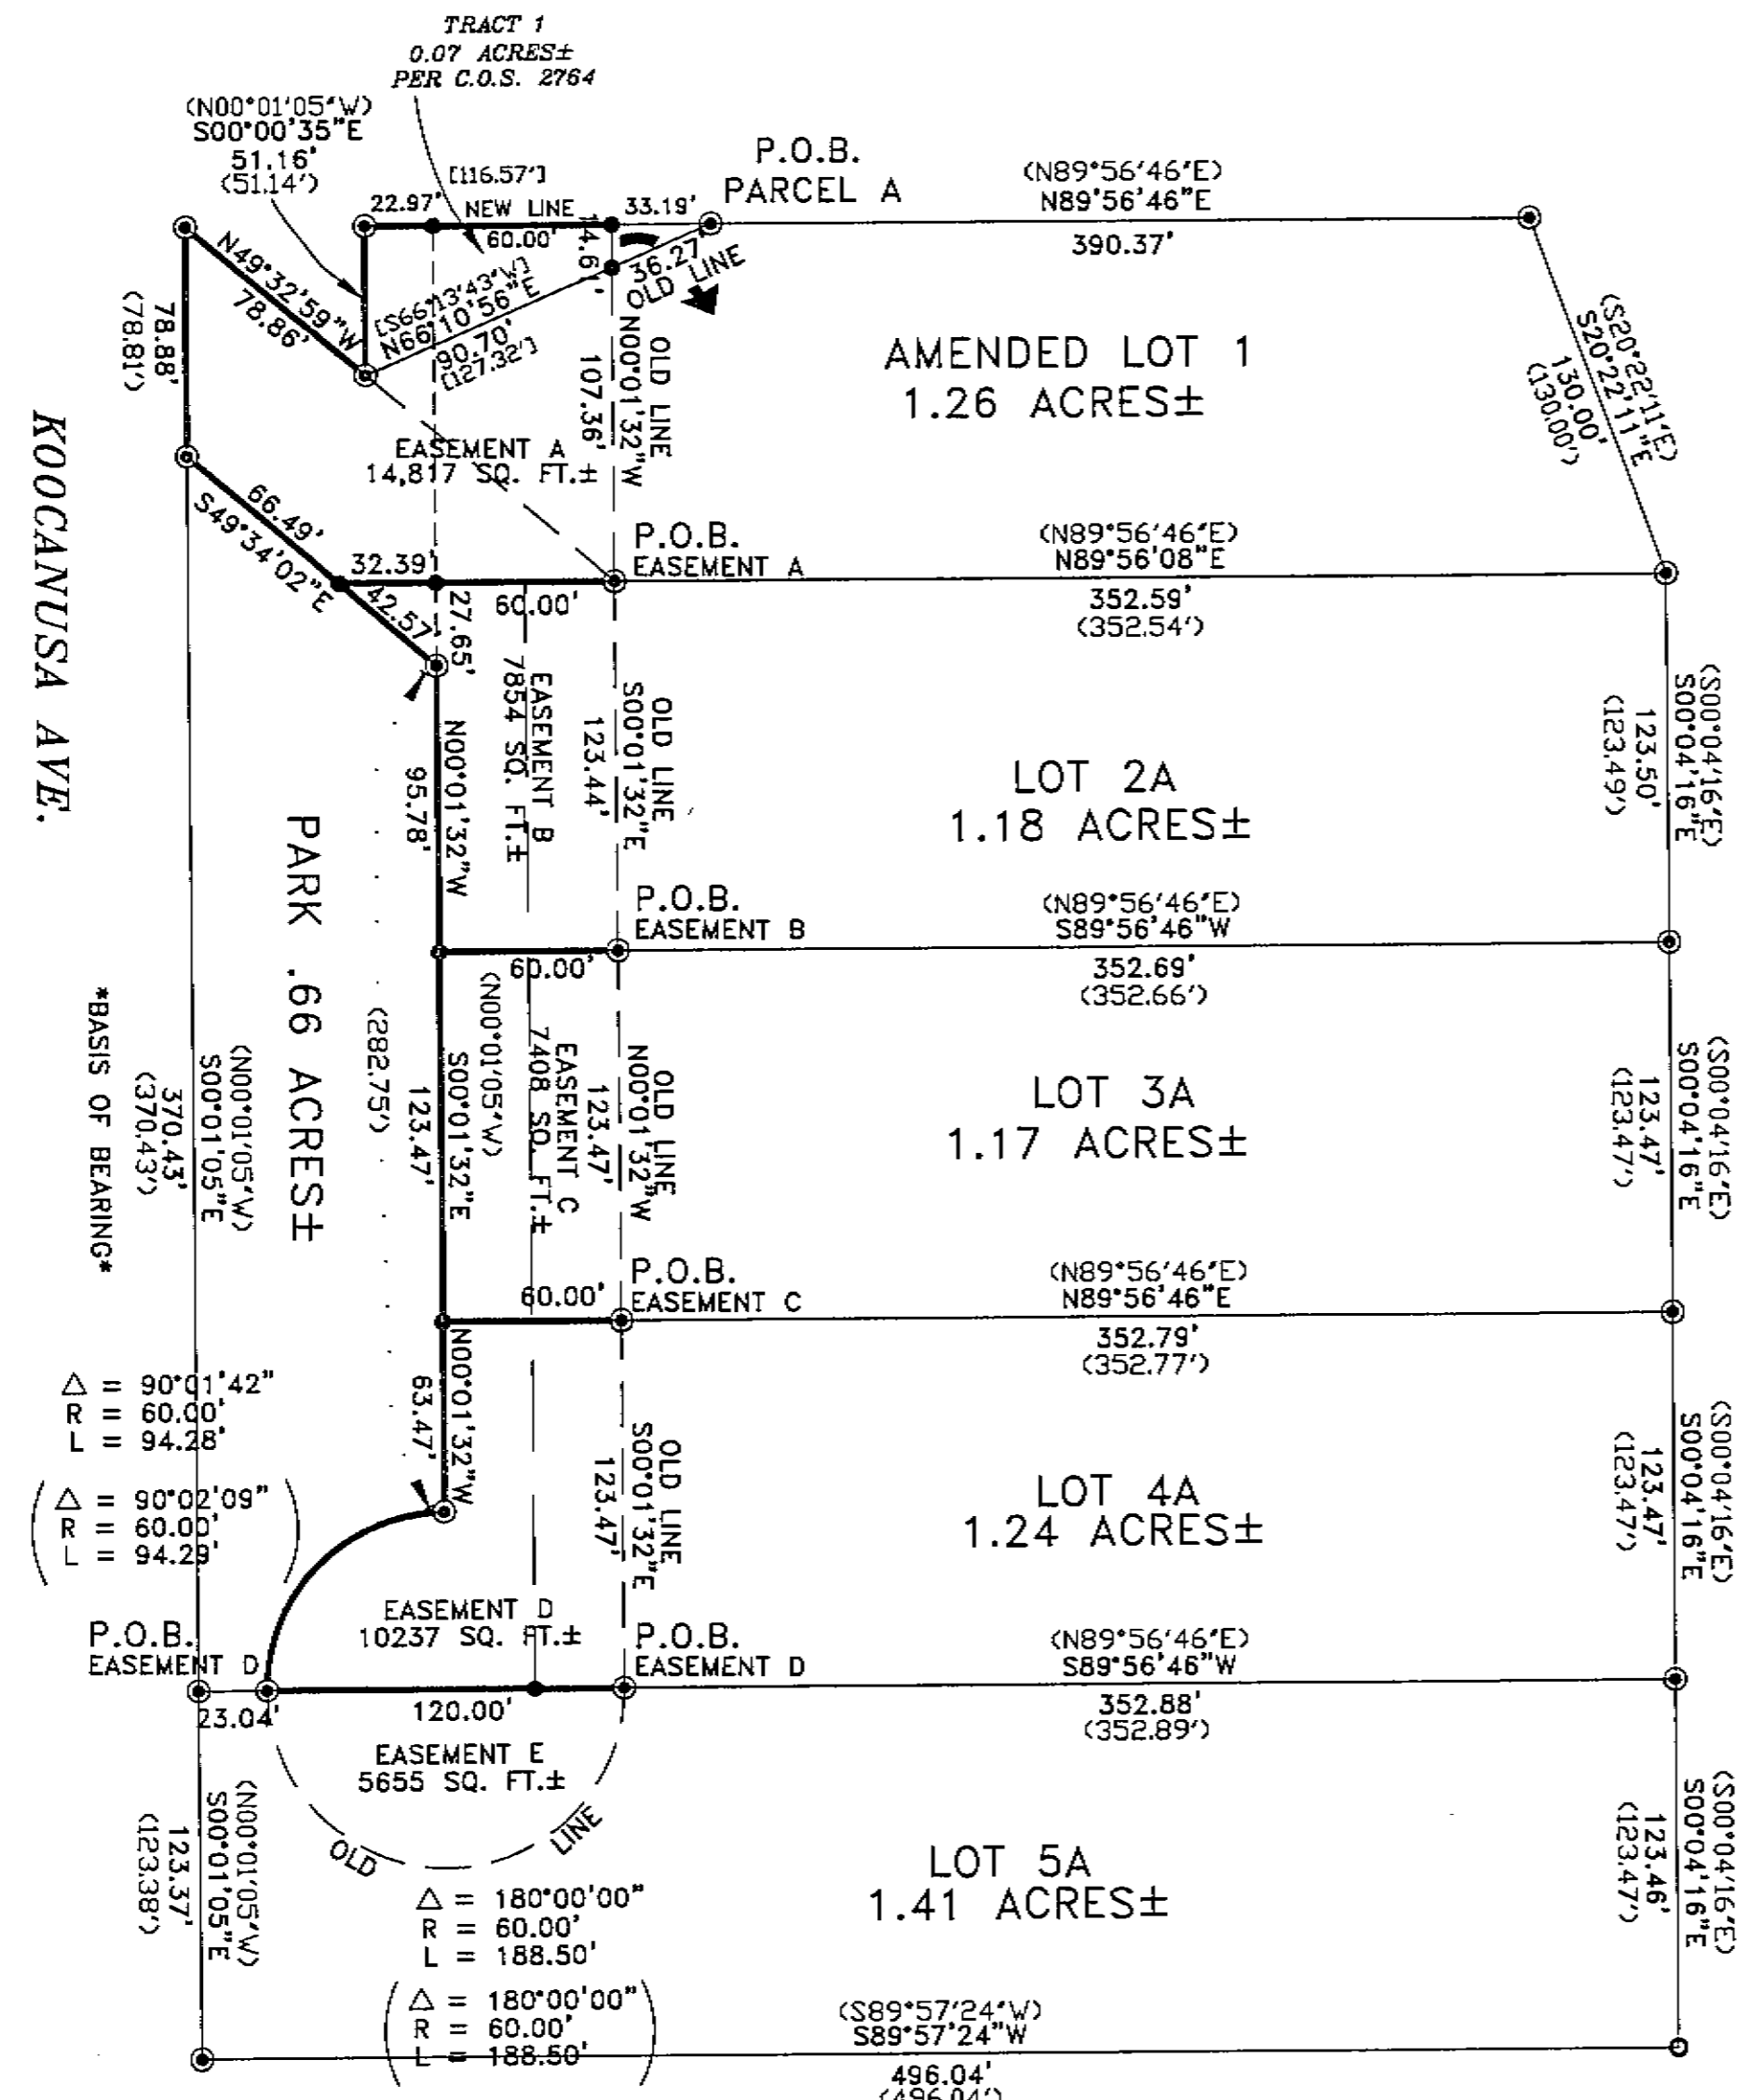 TRACT 1
0.07 ACRES±
PER C.O.S. 2764
(N00°01'05"W)
S00°00'35"E
51.16'
(51.14')
[116.57']
22.97'
NEW LINE
60.00'
33.19'
P.O.B.
PARCEL A
(N89°56'46"E)
N89°56'46"E
390.37'
N49°32'59"W
78.86'
78.88'
(78.81')
14.61'
36.27'
OLD LINE
[S66°13'43"W]
N66°10'56"E
90.70'
[127.32']
OLD LINE
N00°01'32"W
107.36'
AMENDED LOT 1
1.26 ACRES±
(S20°22'11"E)
S20°22'11"E
130.00'
(130.00')
KOOCANUSA AVE.
EASEMENT A
14,817 SQ. FT.±
66.49'
S49°34'02"E
42.57'
32.39'
60.00'
27.65'
P.O.B.
EASEMENT A
(N89°56'46"E)
N89°56'08"E
352.59'
(352.54')
EASEMENT B
7854 SQ. FT.±
OLD LINE
S00°01'32"E
123.44'
N00°01'32"W
95.78'
LOT 2A
1.18 ACRES±
(S00°04'16"E)
S00°04'16"E
123.50'
(123.49')
PARK .66 ACRES±
P.O.B.
EASEMENT B
60.00'
(N89°56'46"E)
S89°56'46"W
352.69'
(352.66')
*BASIS OF BEARING*
(N00°01'05"W)
S00°01'05"E
370.43'
(370.43')
(282.75')
(N00°01'05"W)
S00°01'32"E
123.47'
EASEMENT C
7408 SQ. FT.±
OLD LINE
N00°01'32"W
123.47'
LOT 3A
1.17 ACRES±
(S00°04'16"E)
S00°04'16"E
123.47'
(123.47')
60.00'
P.O.B.
EASEMENT C
(N89°56'46"E)
N89°56'46"E
352.79'
(352.77')
△ = 90°01'42"
R = 60.00'
L = 94.28'
△ = 90°02'09"
R = 60.00'
L = 94.29'
N00°01'32"W
63.47'
OLD LINE
S00°01'32"E
123.47'
LOT 4A
1.24 ACRES±
(S00°04'16"E)
S00°04'16"E
123.47'
(123.47')
P.O.B.
EASEMENT D
EASEMENT D
10237 SQ. FT.±
P.O.B.
EASEMENT D
(N89°56'46"E)
S89°56'46"W
352.88'
(352.89')
23.04'
120.00'
EASEMENT E
5655 SQ. FT.±
OLD LINE
(N00°01'05"W)
S00°01'05"E
123.37'
(123.38')
△ = 180°00'00"
R = 60.00'
L = 188.50'
△ = 180°00'00"
R = 60.00'
L = 188.50'
LOT 5A
1.41 ACRES±
(S00°04'16"E)
S00°04'16"E
123.46'
(123.47')
(S89°57'24"W)
S89°57'24"W
496.04'
(496.04')